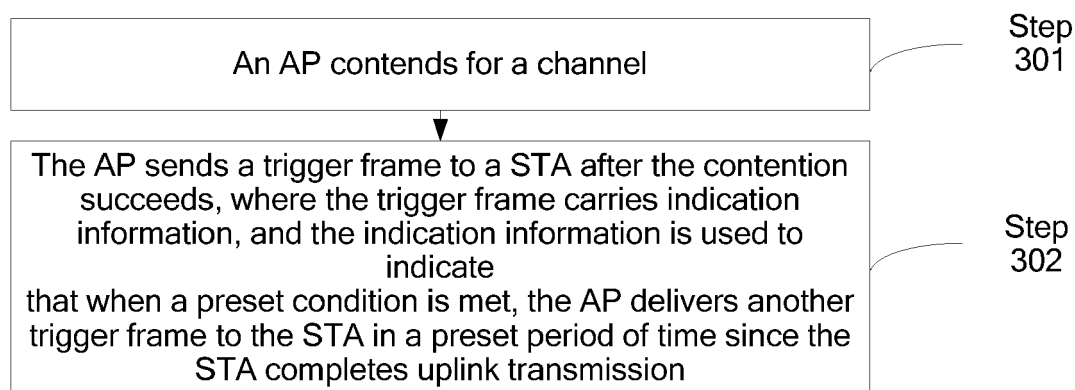 An AP contends for a channel
Step
301
The AP sends a trigger frame to a STA after the contention
succeeds, where the trigger frame carries indication
information, and the indication information is used to
indicate
that when a preset condition is met, the AP delivers another
trigger frame to the STA in a preset period of time since the
STA completes uplink transmission
Step
302